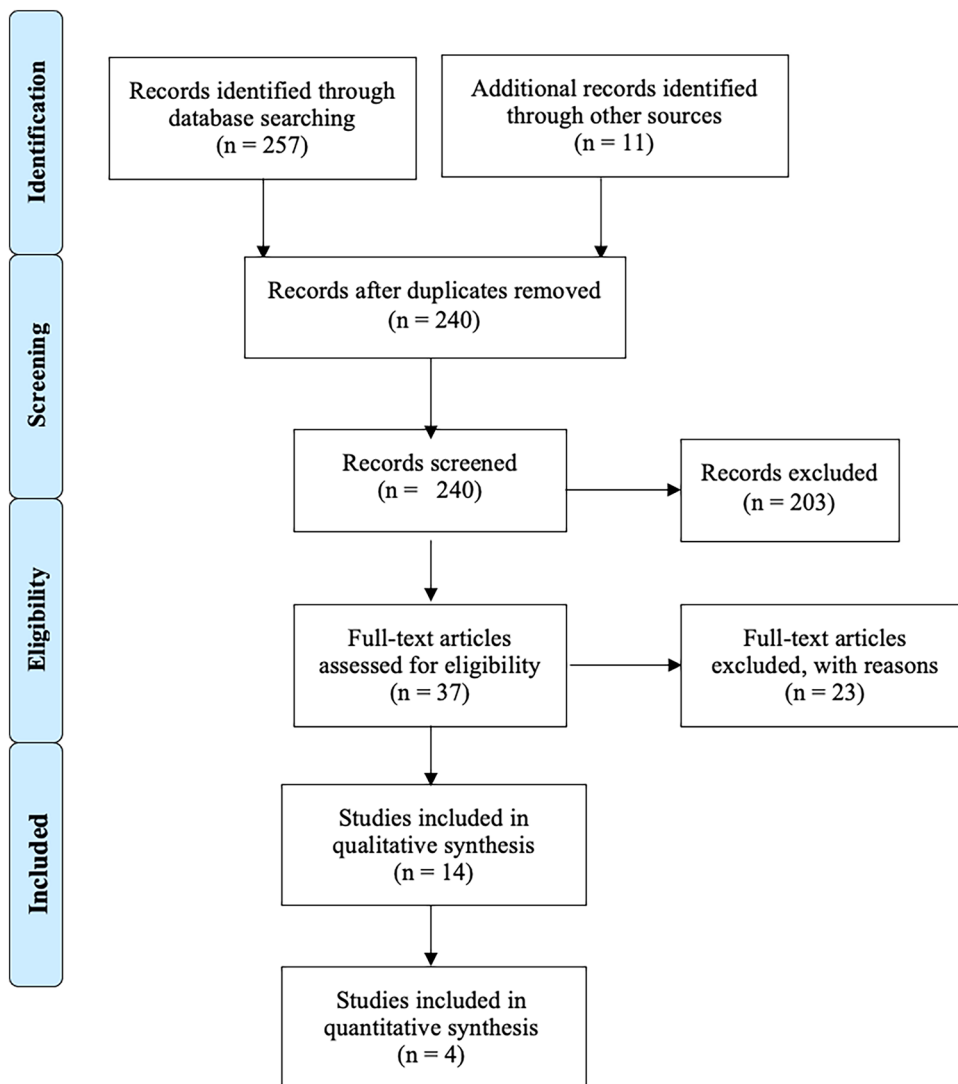 Identification
Records identified through
database searching
(n = 257)
Additional records identified
through other sources
(n = 11)
Screening
Records after duplicates removed
(n = 240)
Records screened
(n = 240)
Records excluded
(n = 203)
Eligibility
Full-text articles
assessed for eligibility
(n = 37)
Full-text articles
excluded, with reasons
(n = 23)
Included
Studies included in
qualitative synthesis
(n = 14)
Studies included in
quantitative synthesis
(n = 4)